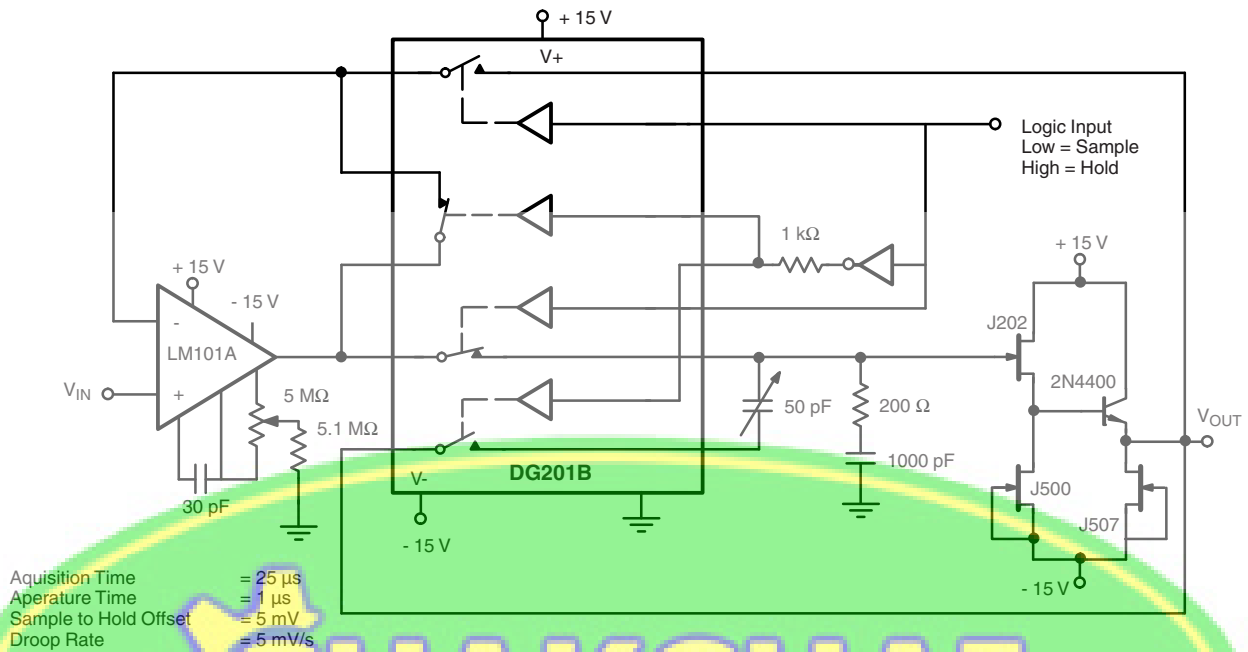 + 15 V
V+
Logic Input
Low = Sample
High = Hold
1 kΩ
+ 15 V
+ 15 V
- 15 V
J202
-
LM101A
2N4400
VIN
+
5 MΩ
50 pF
200 Ω
VOUT
5.1 MΩ
1000 pF
DG201B
V-
J500
30 pF
J507
- 15 V
- 15 V
Aquisition Time = 25 µs
Aperature Time = 1 µs
Sample to Hold Offset = 5 mV
Droop Rate = 5 mV/s